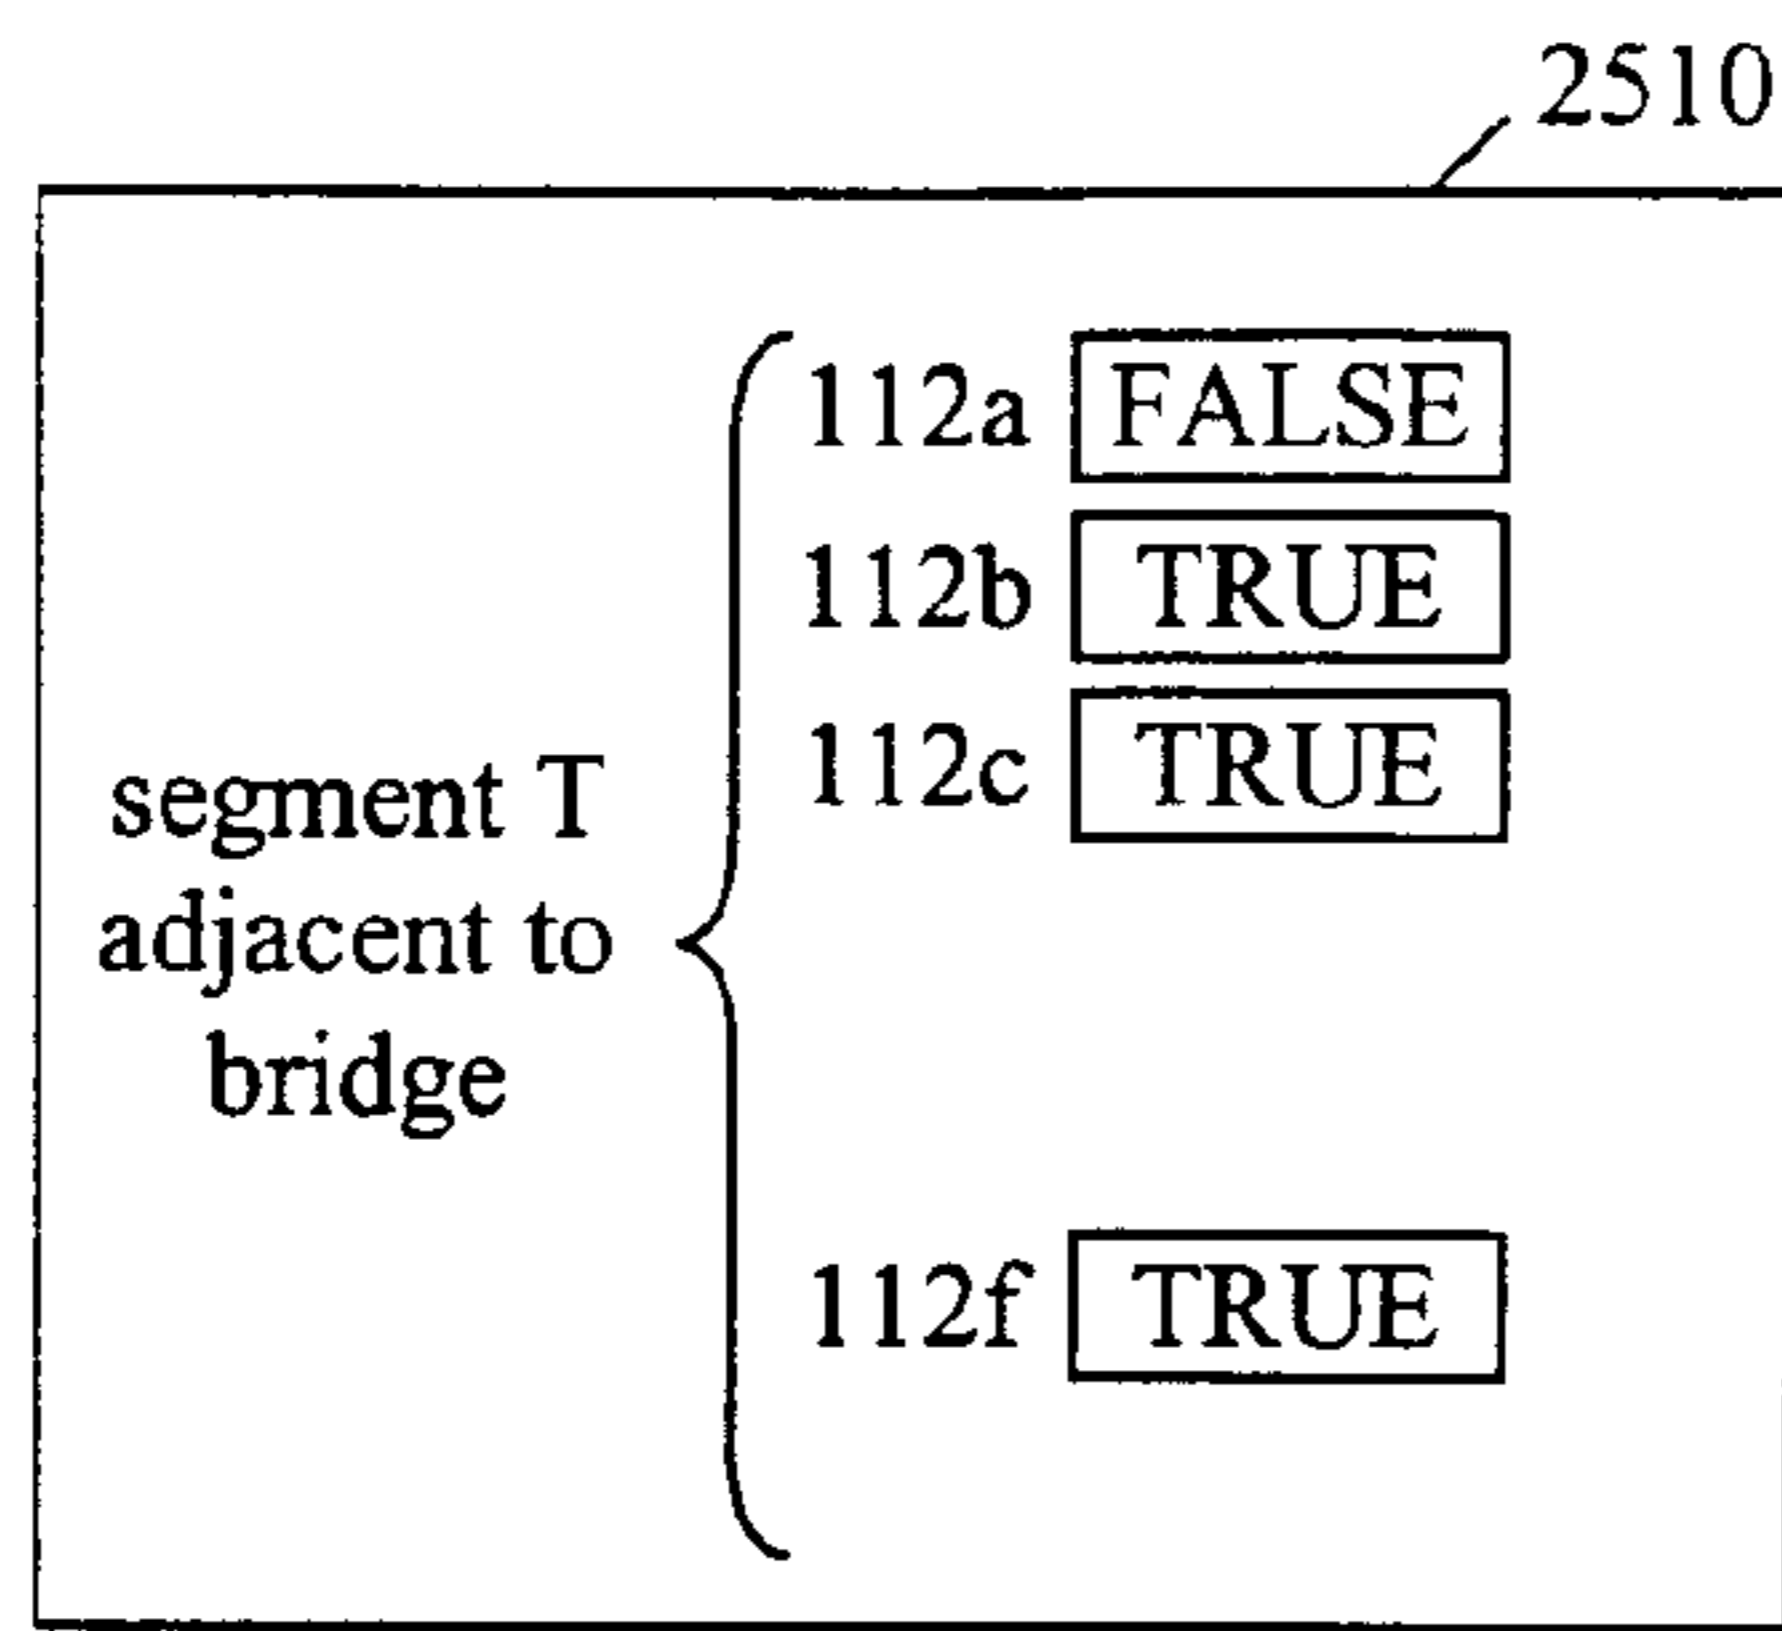 2510
112a FALSE
112b TRUE
112c TRUE
segment T
adjacent to
bridge
112f TRUE